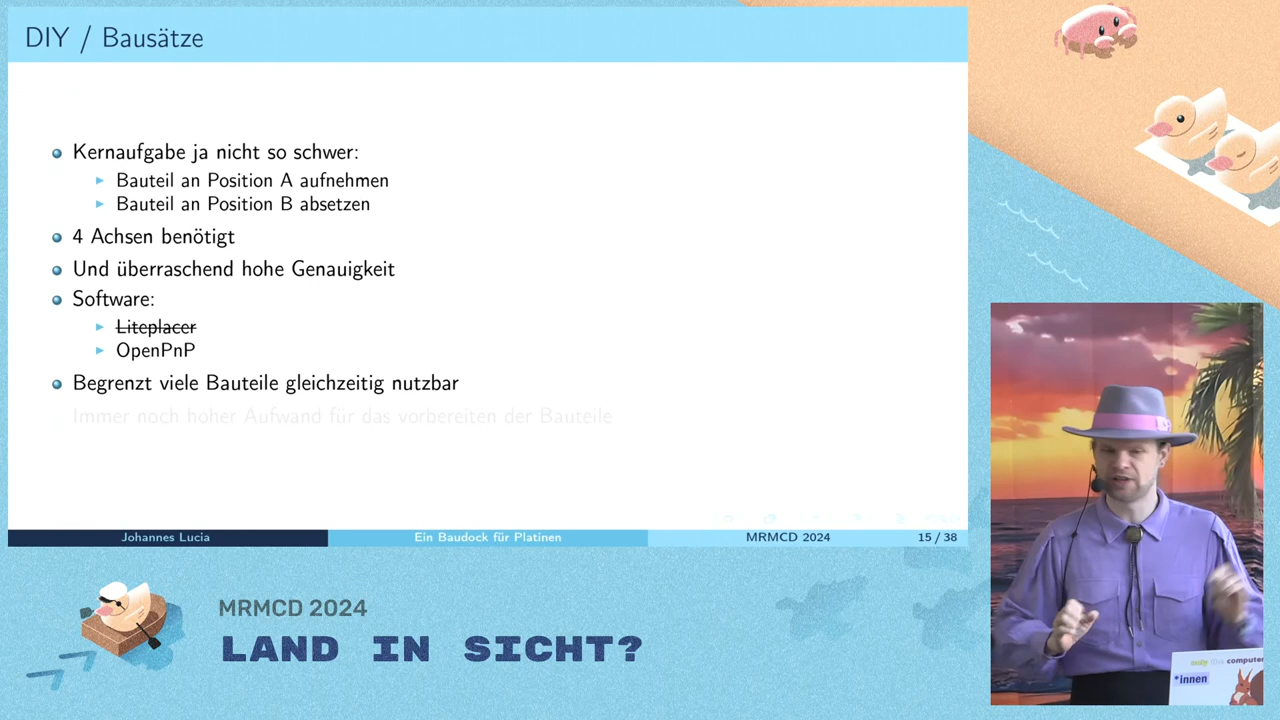 DIY / Bausätze
Kernaufgabe ja nicht so schwer:
Bauteil an Position A aufnehmen
Bauteil an Position B absetzen
4 Achsen benötigt
Und überraschend hohe Genauigkeit
Software:
Liteplacer
OpenPnP
Begrenzt viele Bauteile gleichzeitig nutzbar
Immer noch hoher Aufwand für das vorbereiten der Bauteile
Johannes Lucia
Ein Baudock für Platinen
MRMCD 2024
15 / 38
MRMCD 2024
LAND IN SICHT?
computer
*innen